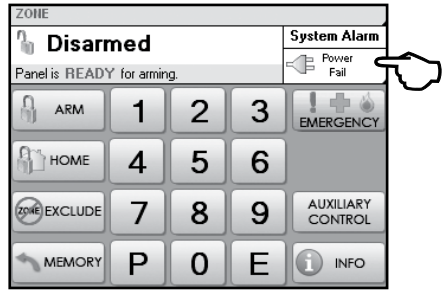 ZONE
Disarmed
Panel is READY for arming.
System Alarm
Power
Fail
ARM
1
2
3
EMERGENCY
HOME
4
5
6
ZONE EXCLUDE
7
8
9
AUXILIARY
CONTROL
MEMORY
P
0
E
i INFO